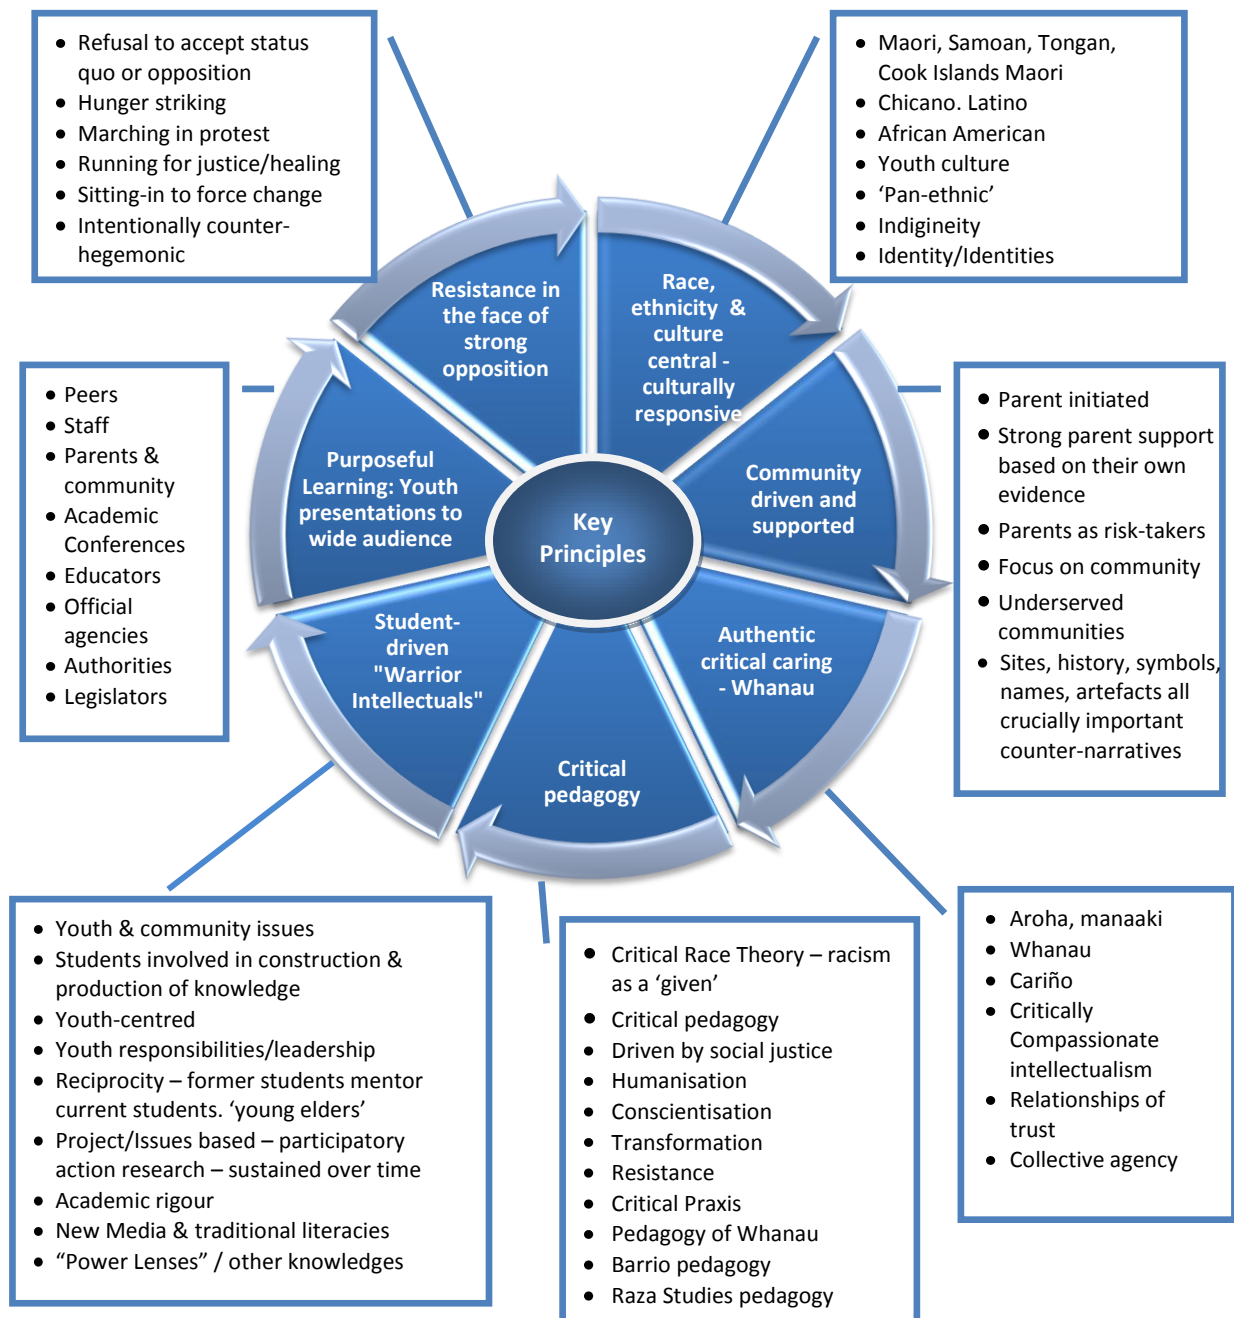 • Refusal to accept status
quo or opposition
• Hunger striking
• Marching in protest
• Running for justice/healing
• Sitting-in to force change
• Intentionally counter-
hegemonic
• Maori, Samoan, Tongan,
Cook Islands Maori
• Chicano. Latino
• African American
• Youth culture
• ‘Pan-ethnic’
• Indigineity
• Identity/Identities
Resistance in
the face of
strong
opposition
Race,
ethnicity & 
culture
central -
culturally
responsive
• Peers
• Staff
• Parents &
community
• Academic
Conferences
• Educators
• Official
agencies
• Authorities
• Legislators
Purposeful
Learning: Youth
presentations to
wide audience
Key
Principles
Community
driven and
supported
• Parent initiated
• Strong parent support
based on their own
evidence
• Parents as risk-takers
• Focus on community
• Underserved
communities
• Sites, history, symbols,
names, artefacts all
crucially important
counter-narratives
Student-
driven
"Warrior
Intellectuals"
Authentic
critical caring
- Whanau
Critical
pedagogy
• Youth & community issues
• Students involved in construction &
production of knowledge
• Youth-centred
• Youth responsibilities/leadership
• Reciprocity – former students mentor
current students. ‘young elders’
• Project/Issues based – participatory
action research – sustained over time
• Academic rigour
• New Media & traditional literacies
• “Power Lenses” / other knowledges
• Critical Race Theory – racism
as a ‘given’
• Critical pedagogy
• Driven by social justice
• Humanisation
• Conscientisation
• Transformation
• Resistance
• Critical Praxis
• Pedagogy of Whanau
• Barrio pedagogy
• Raza Studies pedagogy
• Aroha, manaaki
• Whanau
• Cariño
• Critically
Compassionate
intellectualism
• Relationships of
trust
• Collective agency